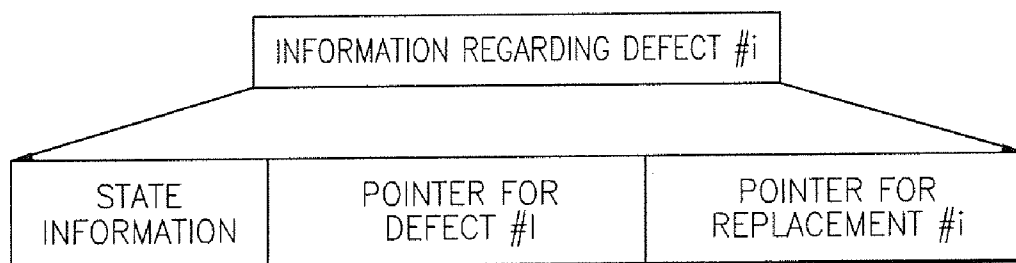 INFORMATION REGARDING DEFECT #i
STATE
INFORMATION
POINTER FOR
DEFECT #I
POINTER FOR
REPLACEMENT #i